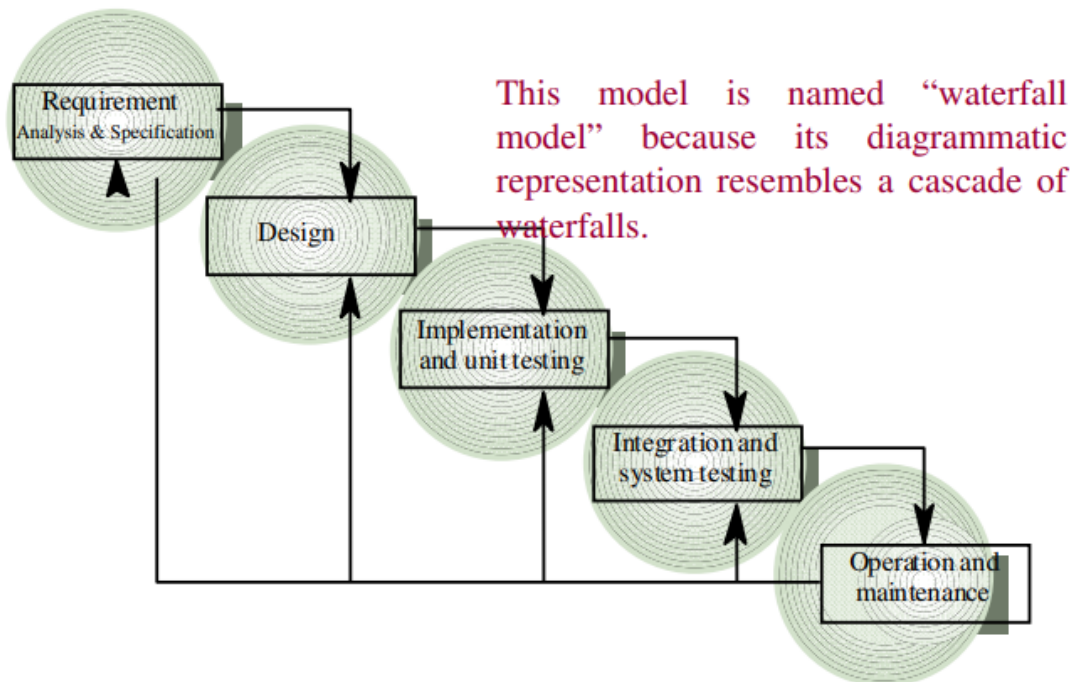 Requirement
Analysis & Specification
This model is named “waterfall
model” because its diagrammatic
representation resembles a cascade of
waterfalls.
Design
Implementation
and unit testing
Integration and
system testing
Operation and
maintenance